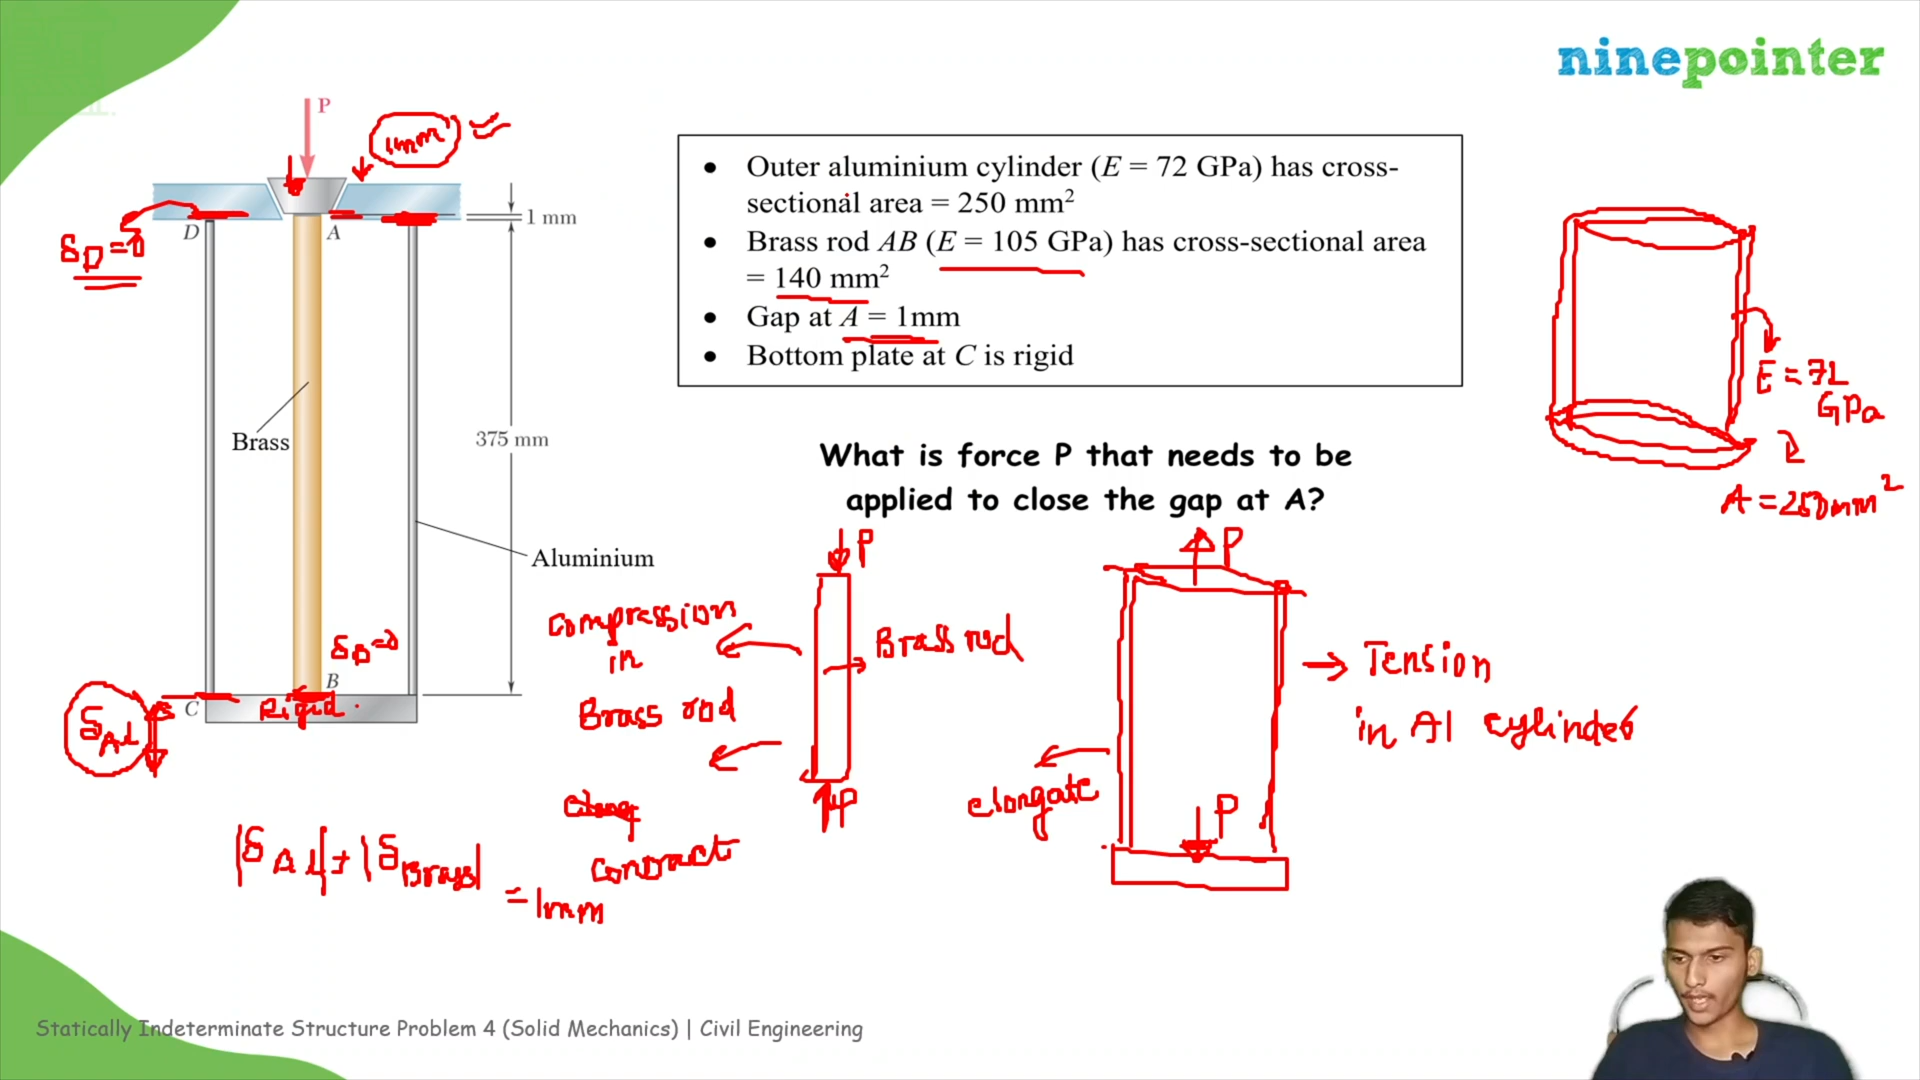 ninepointer
P
1mm
1 mm
D
A
δD=0
Brass
375 mm
Aluminium
δB=0
B
C
Rigid.
δAl
|δAl|+|δBrass|
=1mm
• Outer aluminium cylinder (E = 72 GPa) has cross-
sectional area = 250 mm²
• Brass rod AB (E = 105 GPa) has cross-sectional area
= 140 mm²
• Gap at A = 1mm
• Bottom plate at C is rigid
E = 72
GPa
A = 250mm²
What is force P that needs to be
applied to close the gap at A?
P
Compression
in
Brass rod
Brass rod
P
elong
contract
P
Tension
in Al cylinder
elongate
P
Statically Indeterminate Structure Problem 4 (Solid Mechanics) | Civil Engineering